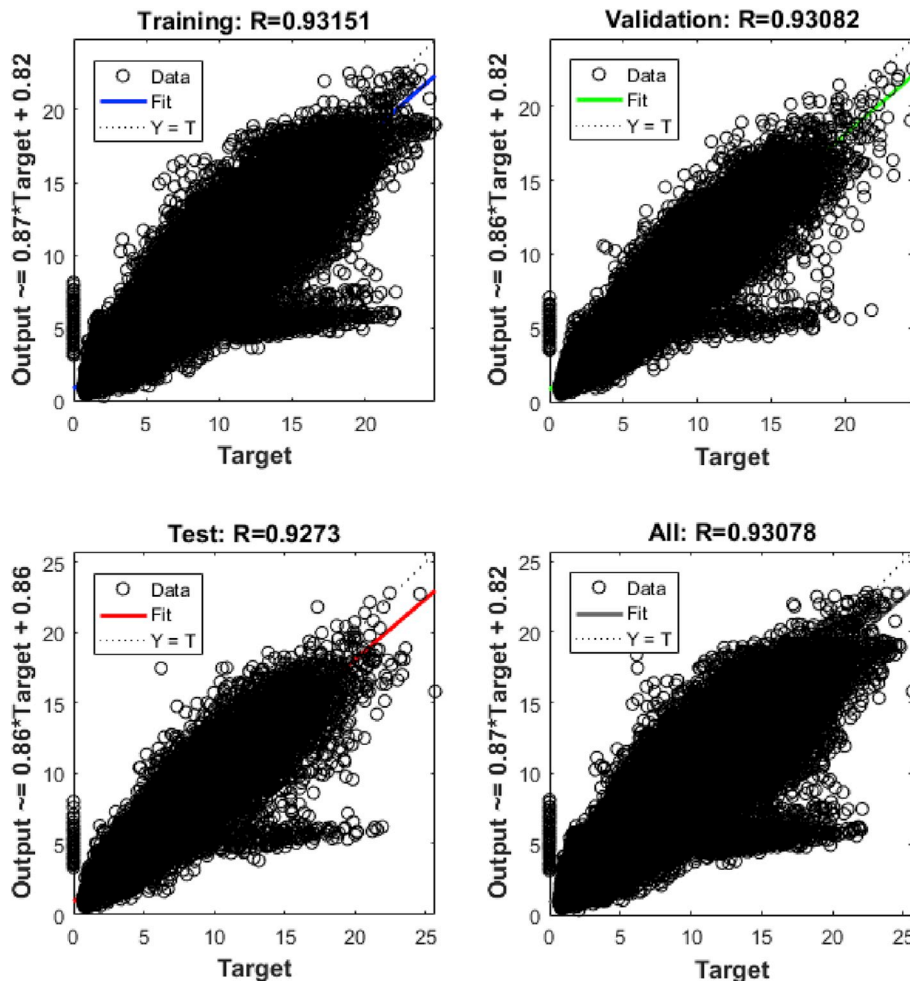 Training: R=0.93151
Output ~= 0.87*Target + 0.82
Data
Fit
Y = T
20
15
10
5
0
0 5 10 15 20
Target
Validation: R=0.93082
Output ~= 0.86*Target + 0.82
Data
Fit
Y = T
20
15
10
5
0
0 5 10 15 20
Target
Test: R=0.9273
Output ~= 0.86*Target + 0.86
Data
Fit
Y = T
25
20
15
10
5
0
0 5 10 15 20 25
Target
All: R=0.93078
Output ~= 0.87*Target + 0.82
Data
Fit
Y = T
25
20
15
10
5
0
0 5 10 15 20 25
Target